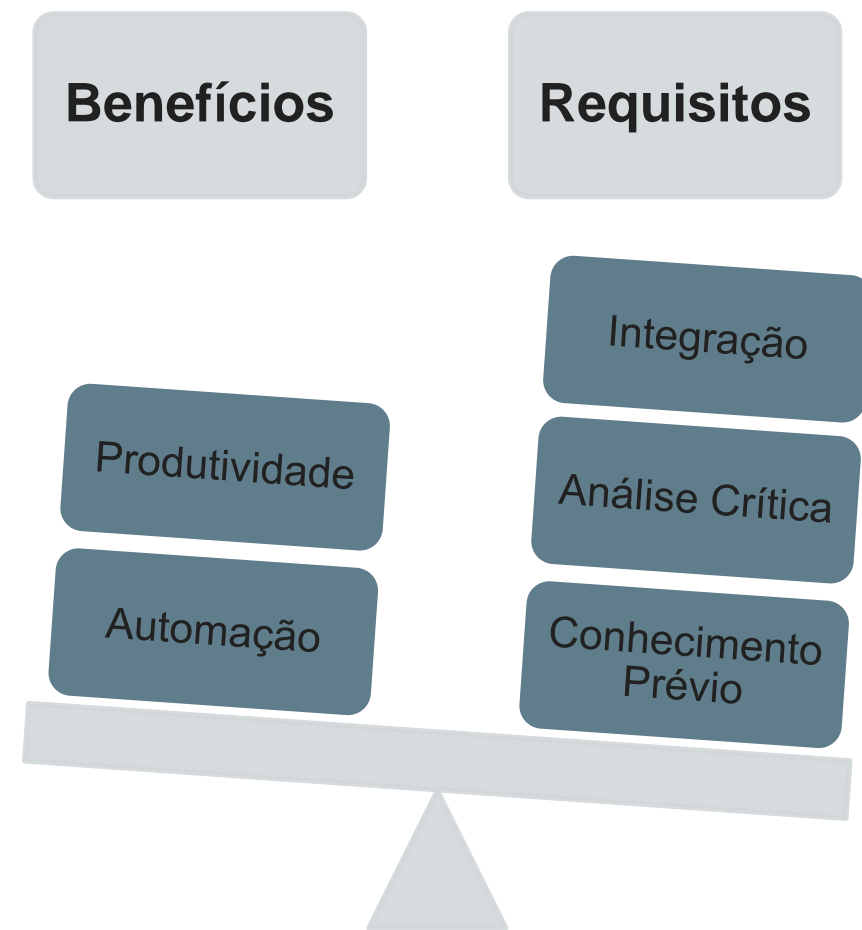 Benefícios
Requisitos
Produtividade
Automação
Integração
Análise Crítica
Conhecimento
Prévio